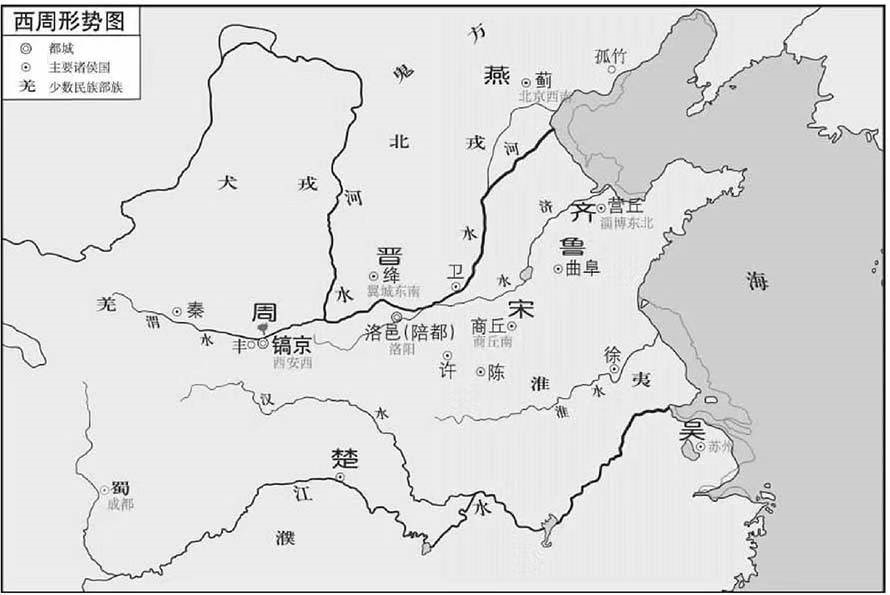 西周形势图
都城
主要诸侯国
羌 少数民族部族
方
鬼
燕
蓟
北京西南
孤竹
北
戎
河
犬
戎
河
水
济
水
齐
营丘
淄博东北
鲁
曲阜
海
晋
绛
翼城东南
卫
水
羌
渭
水
秦
周
丰
镐京
西安西
洛邑(陪都)
洛阳
宋
商丘
商丘南
许
陈
徐
淮
夷
淮
水
汉
水
吴
苏州
楚
蜀
成都
江
水
濮